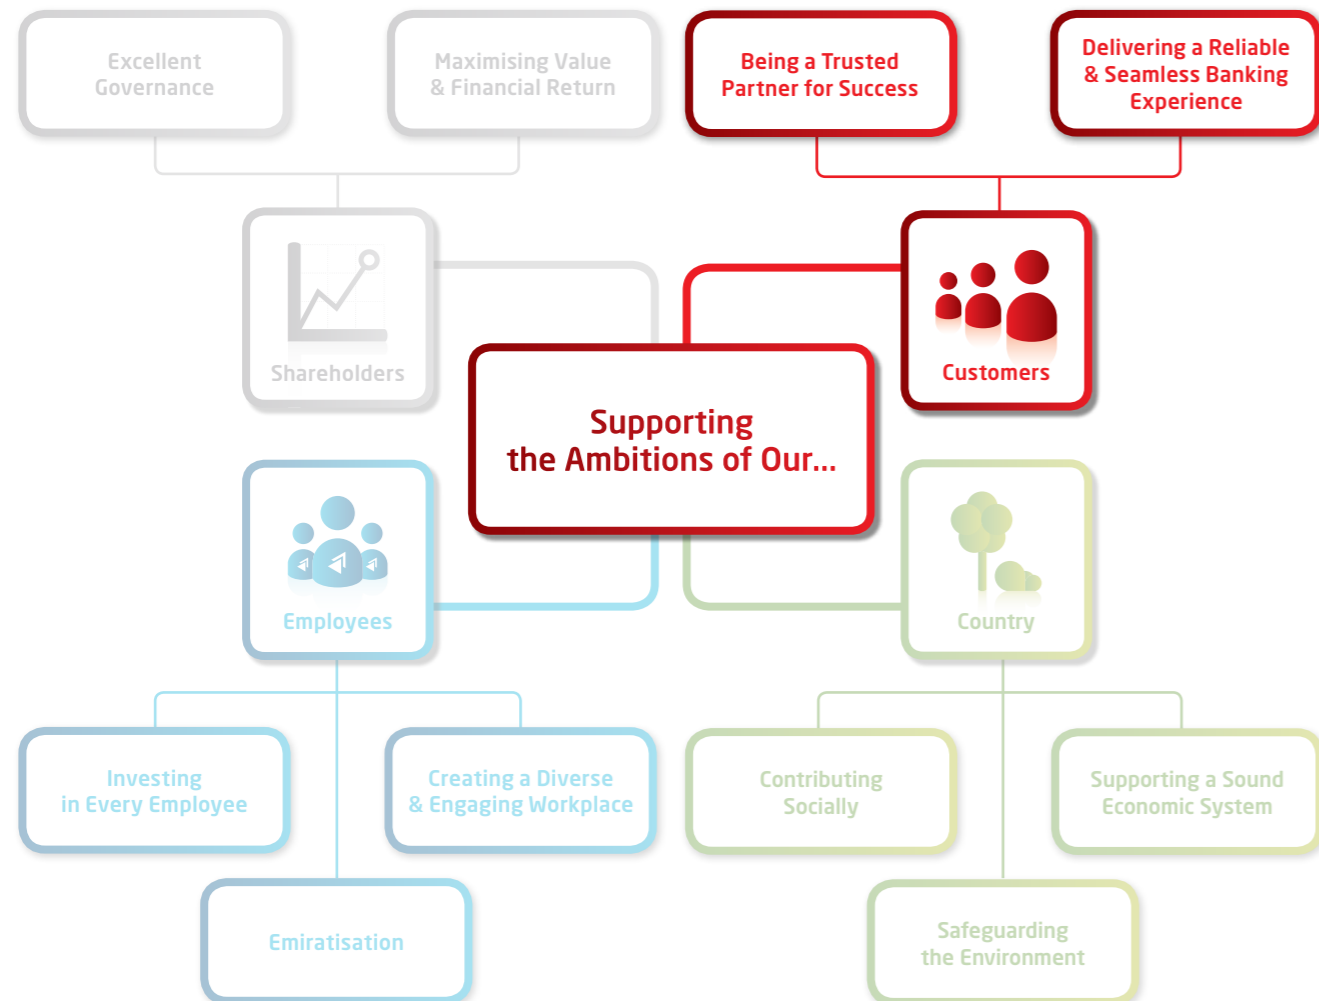 Excellent
Governance
Maximising Value
& Financial Return
Being a Trusted
Partner for Success
Delivering a Reliable
& Seamless Banking
Experience
Shareholders
Customers
Supporting
the Ambitions of Our...
Employees
Country
Investing
in Every Employee
Creating a Diverse
& Engaging Workplace
Contributing
Socially
Supporting a Sound
Economic System
Emiratisation
Safeguarding
the Environment